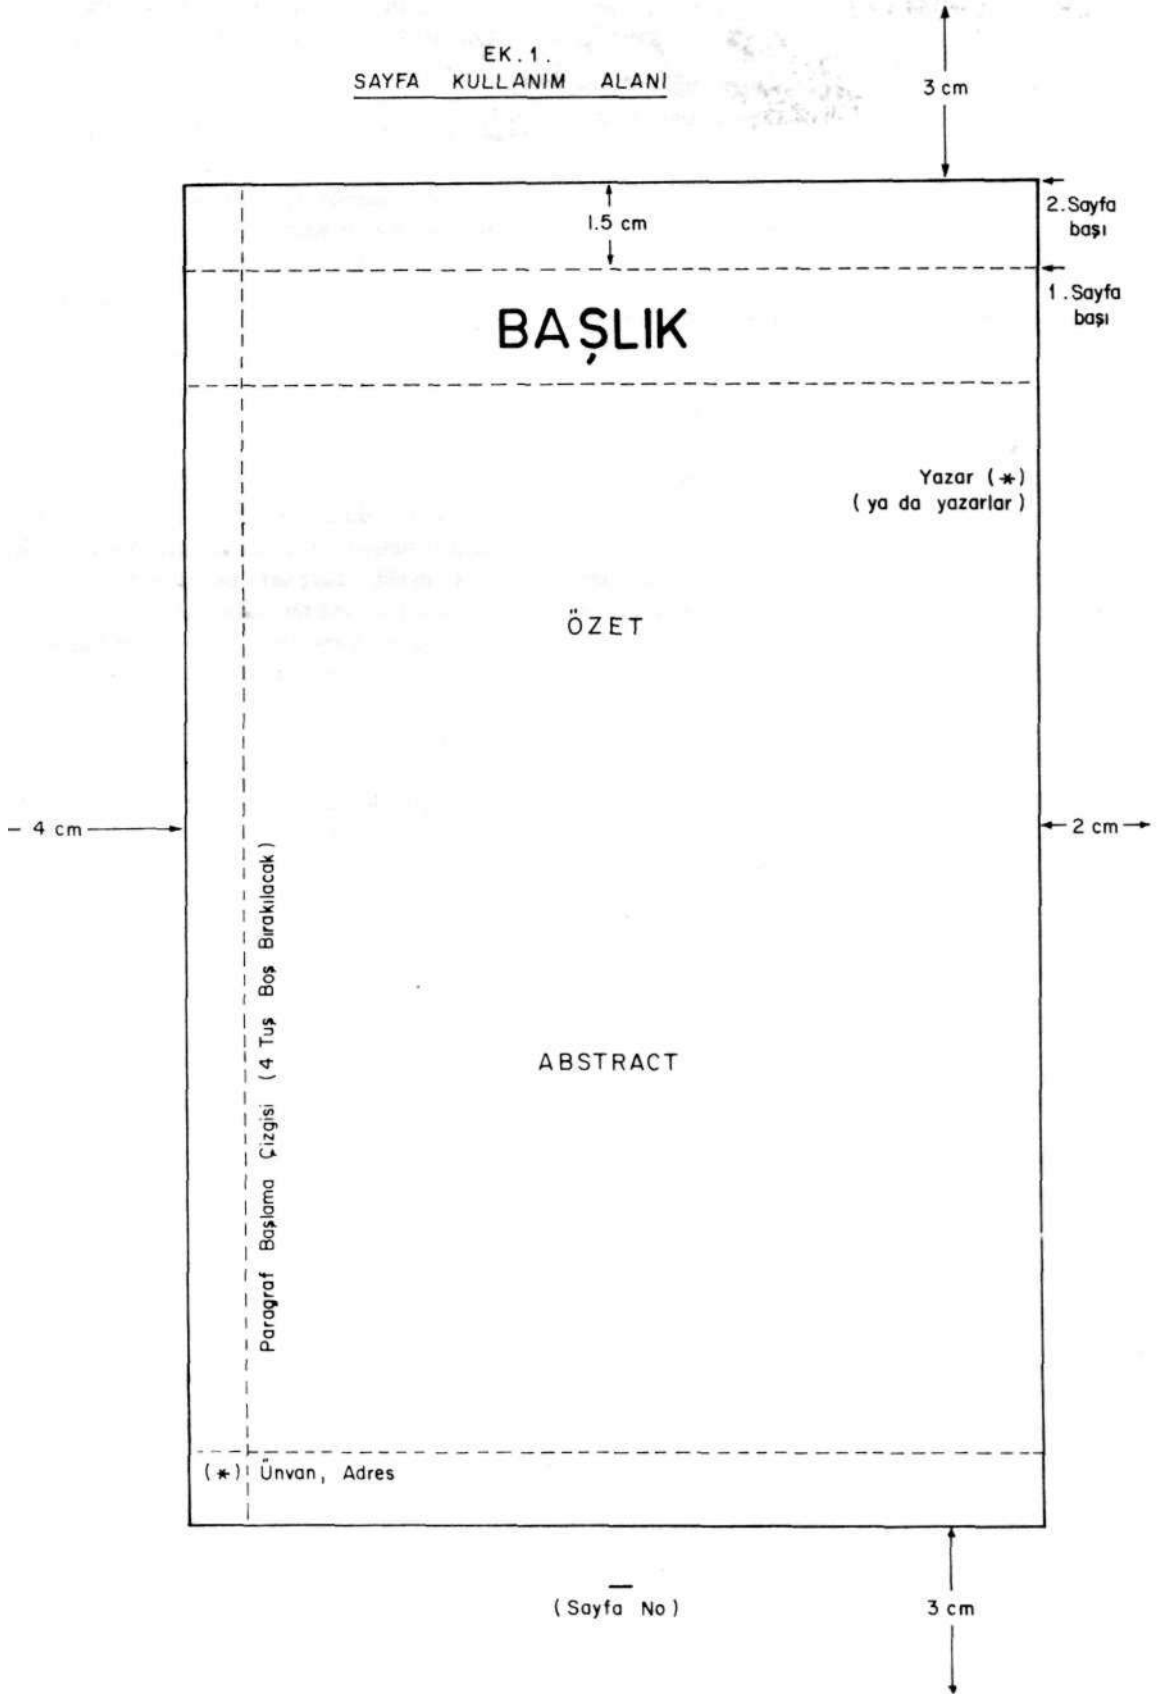 EK.1.
SAYFA KULLANIM ALANI
3 cm
1.5 cm
2.Sayfa
başı
1.Sayfa
başı
BAŞLIK
Yazar (*)
(ya da yazarlar)
ÖZET
4 cm
2 cm
Paragraf Başlama Çizgisi (4 Tuş Boş Bırakılacak)
ABSTRACT
(*) Ünvan, Adres
(Sayfa No)
3 cm